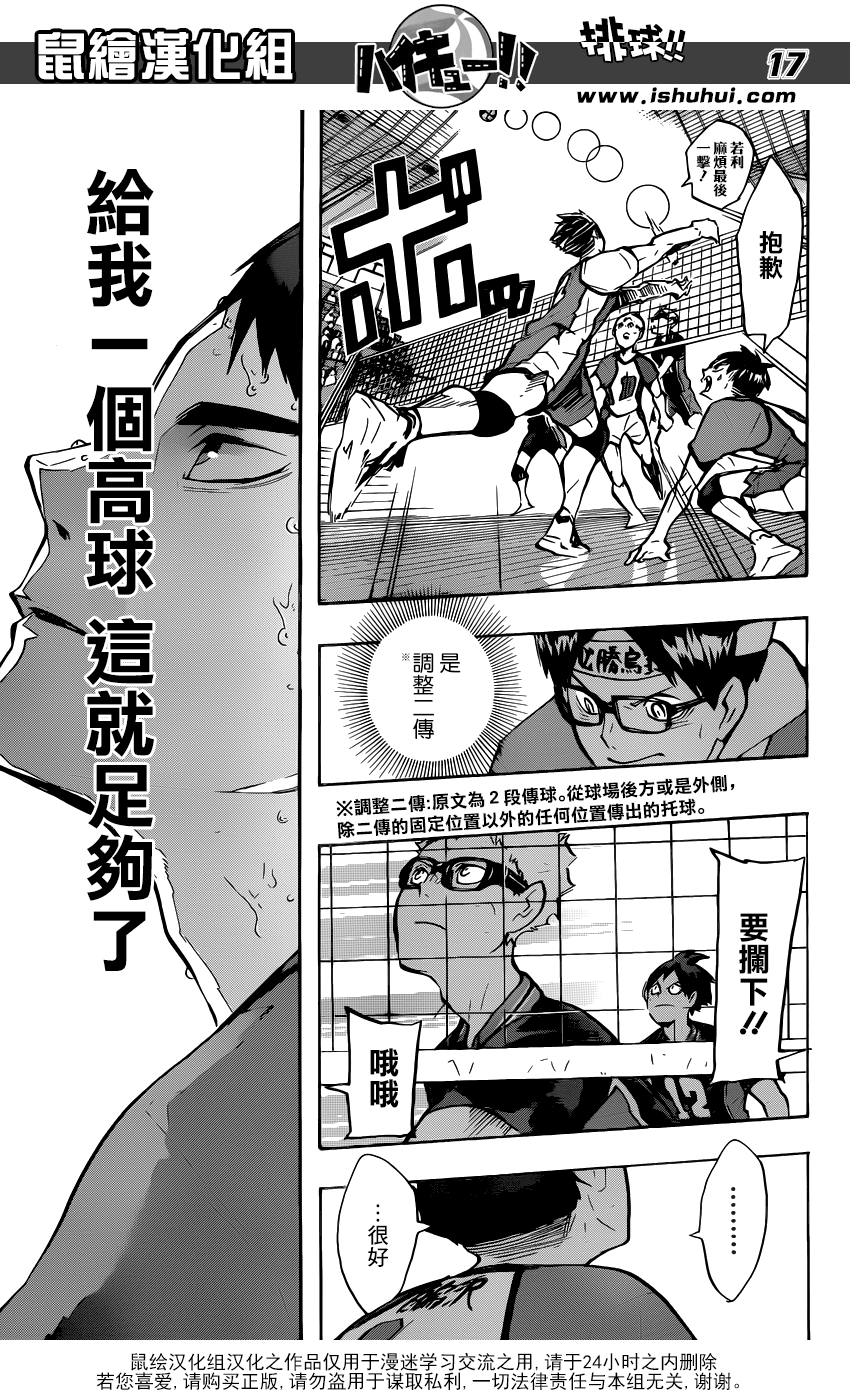 鼠繪漢化組
ハイキュー!!
排球!!
17
www.ishuhui.com
若利
麻煩最後
一擊!
抱歉
是
※調整二傳
※調整二傳:原文為2段傳球。從球場後方或是外側,
除二傳的固定位置以外的任何位置傳出的托球。
要攔下!!
哦哦
12
………
…很好
給我一個高球 這就足夠了
鼠绘汉化组汉化之作品仅用于漫迷学习交流之用,请于24小时之内删除
若您喜爱,请购买正版,请勿盗用于谋取私利,一切法律责任与本组无关,谢谢。